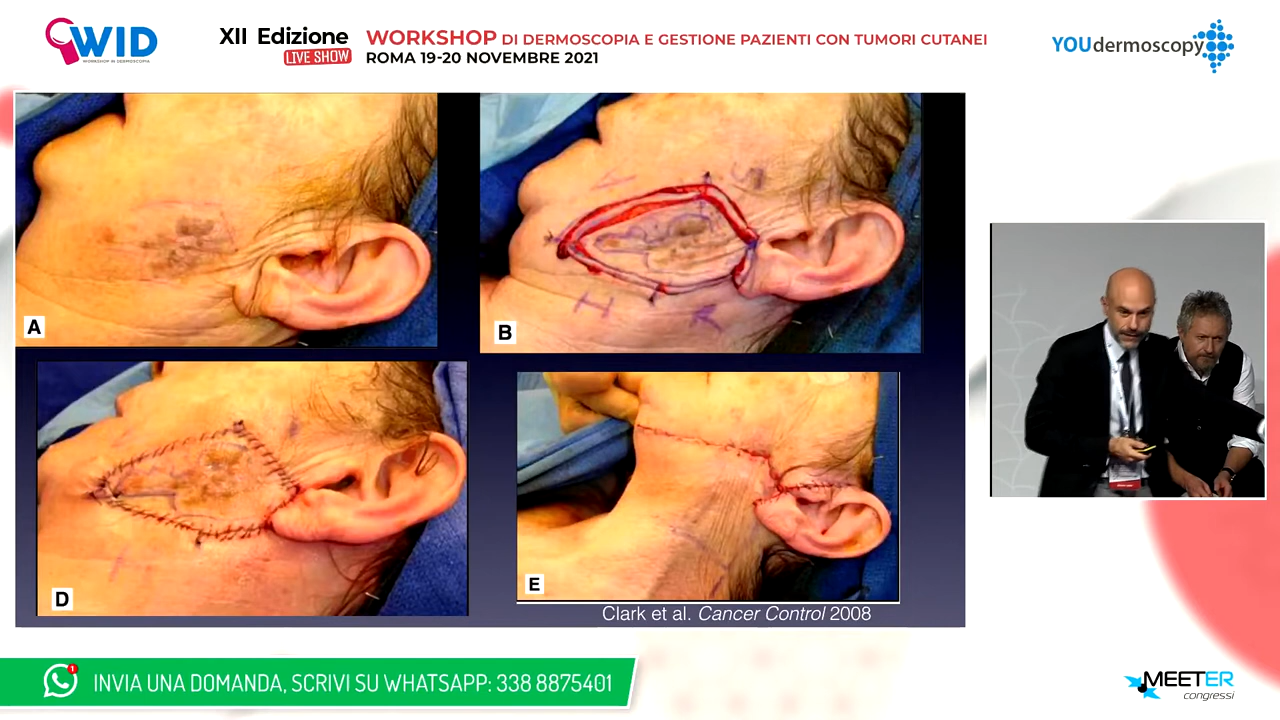 WID
WORKSHOP IN DERMOSCOPIA
XII Edizione
LIVE SHOW
WORKSHOP DI DERMOSCOPIA E GESTIONE PAZIENTI CON TUMORI CUTANEI
ROMA 19-20 NOVEMBRE 2021
YOUdermoscopy
A
B
S
I
D
E
Clark et al. Cancer Control 2008
1
INVIA UNA DOMANDA, SCRIVI SU WHATSAPP: 338 8875401
MEETER
congressi